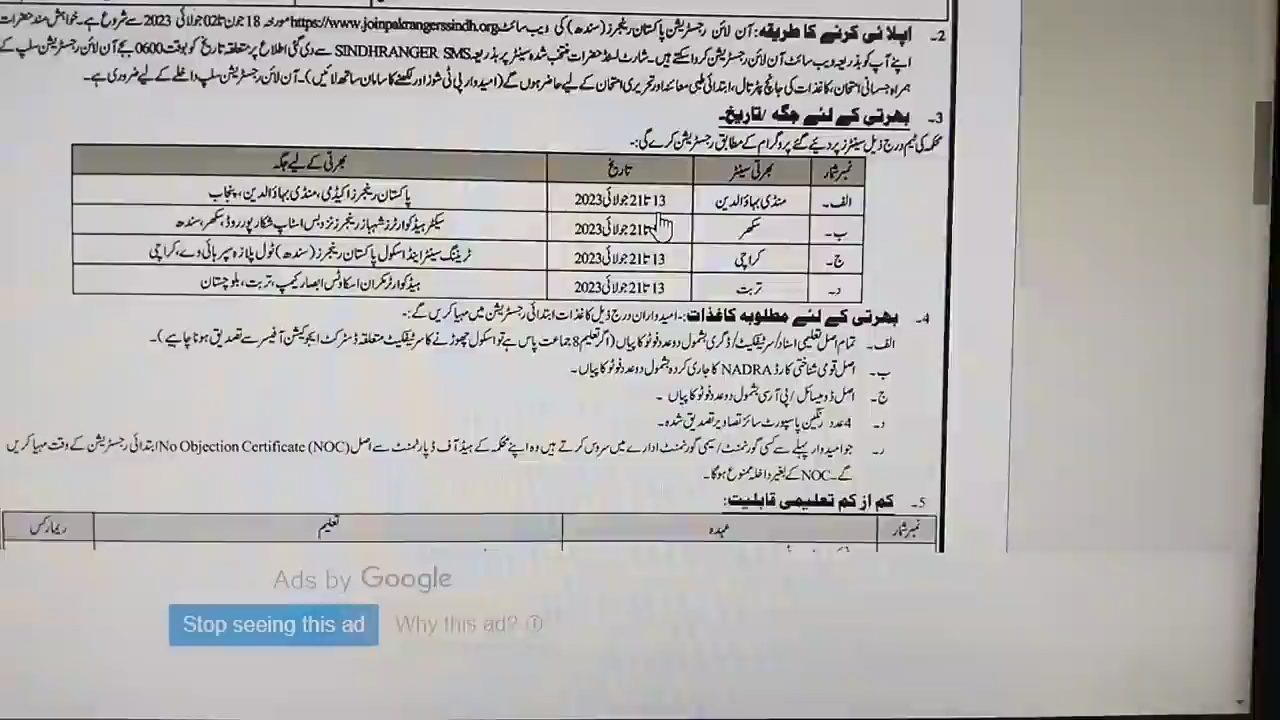 2۔ اپلائی کرنے کا طریقہ: آن لائن رجسٹریشن پاکستان رینجرز (سندھ) کی ویب سائٹ https://www.joinpakrangerssindh.org مورخہ 18 جون تا 02 جولائی 2023 سے شروع ہے۔ خواہش مند حضرات
اپنے آپ کو بذریعہ ویب سائٹ آن لائن رجسٹریشن کروا سکتے ہیں۔ شارٹ لسٹڈ حضرات منتخب شدہ سینٹر پر بذریعہ SINDHRANGER SMS سے دی گئی اطلاع پر متعلقہ تاریخ کو بوقت 0600 بجے آن لائن رجسٹریشن سلپ کے
ہمراہ جسمانی امتحان، کاغذات کی جانچ پڑتال، ابتدائی طبی معائنہ اور تحریری امتحان کے لیے حاضر ہوں گے (امیدوار پی ٹی شوز اور لکھنے کا سامان ساتھ لائیں)۔ آن لائن رجسٹریشن سلپ داخلے کے لیے ضروری ہے۔
3۔ بھرتی کے لئے جگہ / تاریخ۔
محکمہ کی ٹیم درج ذیل سینٹرز پر دئیے گئے پروگرام کے مطابق رجسٹریشن کرے گی:-
نمبر شمار بھرتی سینٹر تاریخ بھرتی کے لیے جگہ
الف۔ منڈی بہاؤالدین 13 تا 21 جولائی 2023 پاکستان رینجرز اکیڈمی، منڈی بہاؤالدین، پنجاب
ب۔ سکھر تا 21 جولائی 2023 سیکٹر ہیڈ کوارٹرز شہباز رینجرز نزد بس اسٹاپ شکار پور روڈ، سکھر، سندھ
ج۔ کراچی 13 تا 21 جولائی 2023 ٹریننگ سینٹر اینڈ اسکول پاکستان رینجرز (سندھ) ٹول پلازہ سپر ہائی وے، کراچی
د۔ تربت 13 تا 21 جولائی 2023 ہیڈ کوارٹر مکران اسکاؤٹس ابصار کیمپ، تربت، بلوچستان
4۔ بھرتی کے لئے مطلوبہ کاغذات:- امیدواران درج ذیل کاغذات ابتدائی رجسٹریشن میں مہیا کریں گے:-
الف۔ تمام اصل تعلیمی اسناد / سرٹیفکیٹ / ڈگری بشمول دو عدد فوٹو کاپیاں (اگر تعلیم 8 جماعت پاس ہے تو اسکول چھوڑنے کا سرٹیفکیٹ متعلقہ ڈسٹرکٹ ایجوکیشن آفیسر سے تصدیق ہونا چاہیے)۔
ب۔ اصل قومی شناختی کارڈ NADRA کا جاری کردہ بشمول دو عدد فوٹو کاپیاں۔
ج۔ اصل ڈومیسائل / پی آر سی بشمول دو عدد فوٹو کاپیاں ۔
د۔ 4 عدد رنگین پاسپورٹ سائز تصاویر تصدیق شدہ۔
ر۔ جو امیدوار پہلے سے کسی گورنمنٹ / سیمی گورنمنٹ ادارے میں سروس کرتے ہیں وہ اپنے محکمہ کے ہیڈ آف ڈپارٹمنٹ سے اصل No Objection Certificate (NOC) ابتدائی رجسٹریشن کے وقت مہیا کریں
گے۔ NOC کے بغیر داخلہ ممنوع ہوگا۔
5۔ کم از کم تعلیمی قابلیت:
نمبر شمار عہدہ تعلیم ریمارکس
Ads by Google
Stop seeing this ad Why this ad?